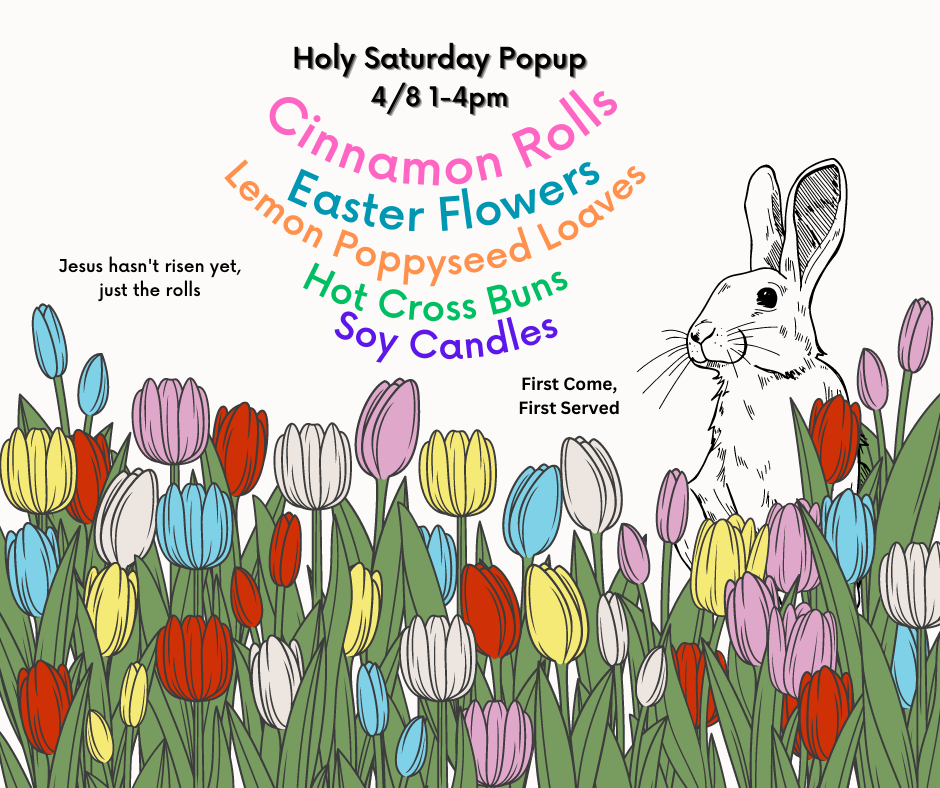 Holy Saturday Popup
4/8 1-4pm
Cinnamon Rolls
Easter Flowers
Lemon Poppyseed Loaves
Hot Cross Buns
Soy Candles
Jesus hasn't risen yet,
just the rolls
First Come,
First Served